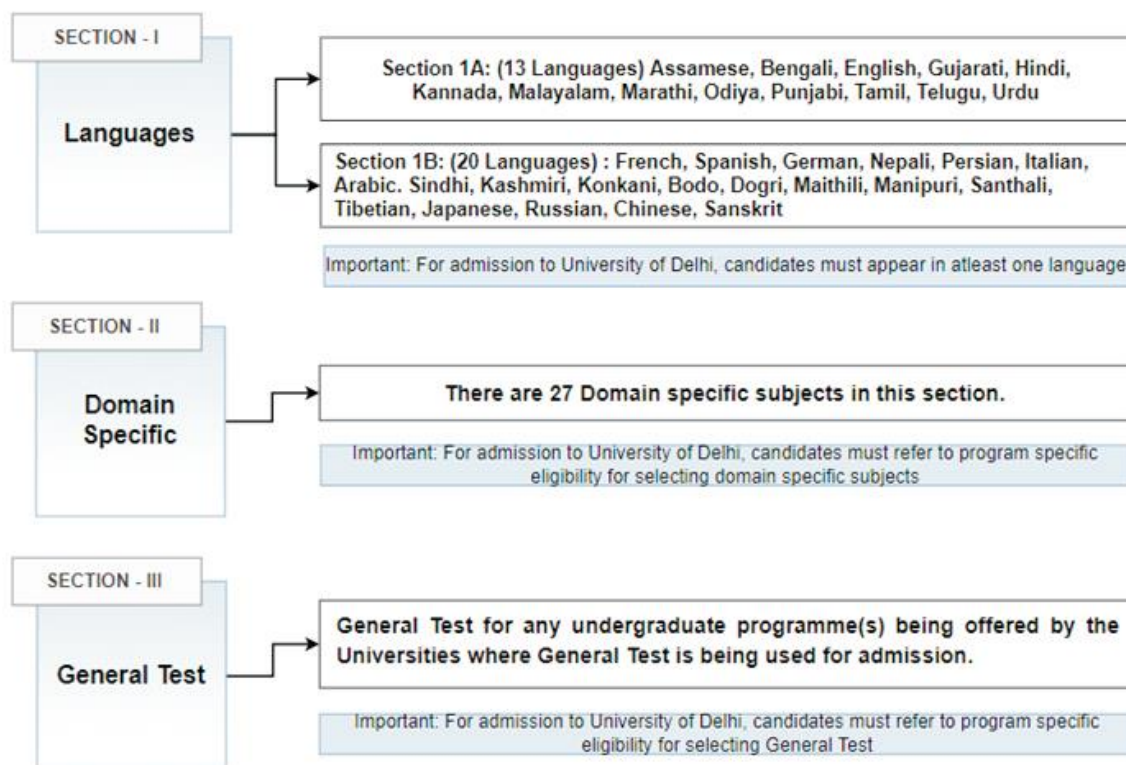 SECTION - I
Languages
Section 1A: (13 Languages) Assamese, Bengali, English, Gujarati, Hindi,
Kannada, Malayalam, Marathi, Odiya, Punjabi, Tamil, Telugu, Urdu
Section 1B: (20 Languages) : French, Spanish, German, Nepali, Persian, Italian,
Arabic. Sindhi, Kashmiri, Konkani, Bodo, Dogri, Maithili, Manipuri, Santhali,
Tibetian, Japanese, Russian, Chinese, Sanskrit
Important: For admission to University of Delhi, candidates must appear in atleast one language
SECTION - II
Domain
Specific
There are 27 Domain specific subjects in this section.
Important: For admission to University of Delhi, candidates must refer to program specific
eligibility for selecting domain specific subjects
SECTION - III
General Test
General Test for any undergraduate programme(s) being offered by the
Universities where General Test is being used for admission.
Important: For admission to University of Delhi, candidates must refer to program specific
eligibility for selecting General Test